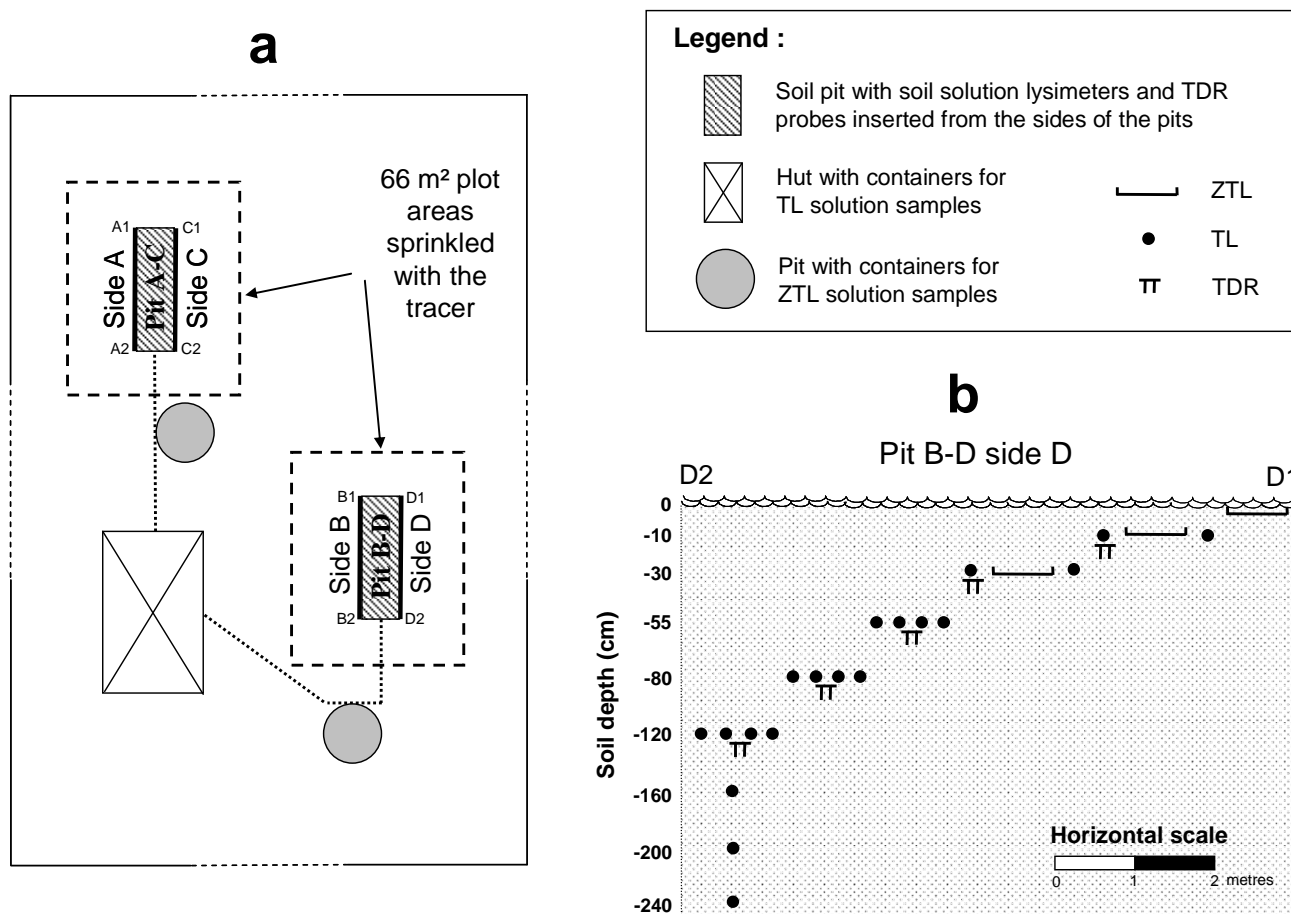 a
66 m² plot
areas
sprinkled
with the
tracer
A1
C1
Side A
Pit A-C
Side C
A2
C2
B1
D1
Side B
Pit B-D
Side D
B2
D2
Legend :
Soil pit with soil solution lysimeters and TDR
probes inserted from the sides of the pits
Hut with containers for
TL solution samples
Pit with containers for
ZTL solution samples
ZTL
TL
TDR
b
Pit B-D side D
D2
D1
Soil depth (cm)
0
-10
-30
-55
-80
-120
-160
-200
-240
Horizontal scale
0 1 2 metres